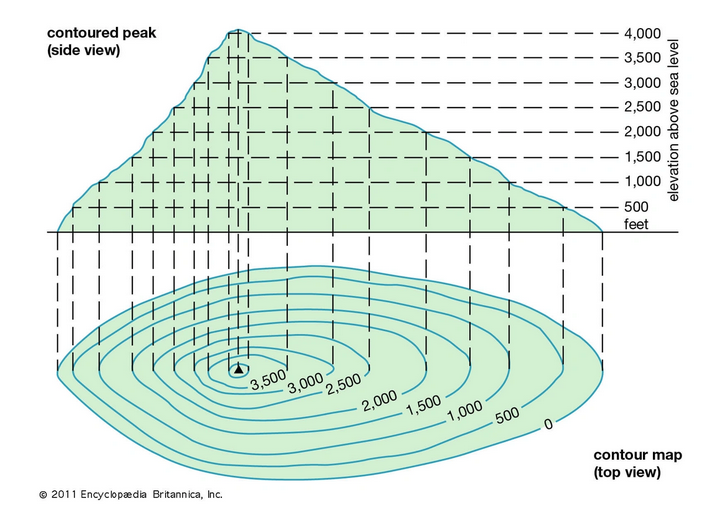 contoured peak
(side view)
4,000
3,500
3,000
2,500
2,000
1,500
1,000
500
feet
elevation above sea level
3,500
3,000
2,500
2,000
1,500
1,000
500
0
contour map
(top view)
© 2011 Encyclopædia Britannica, Inc.